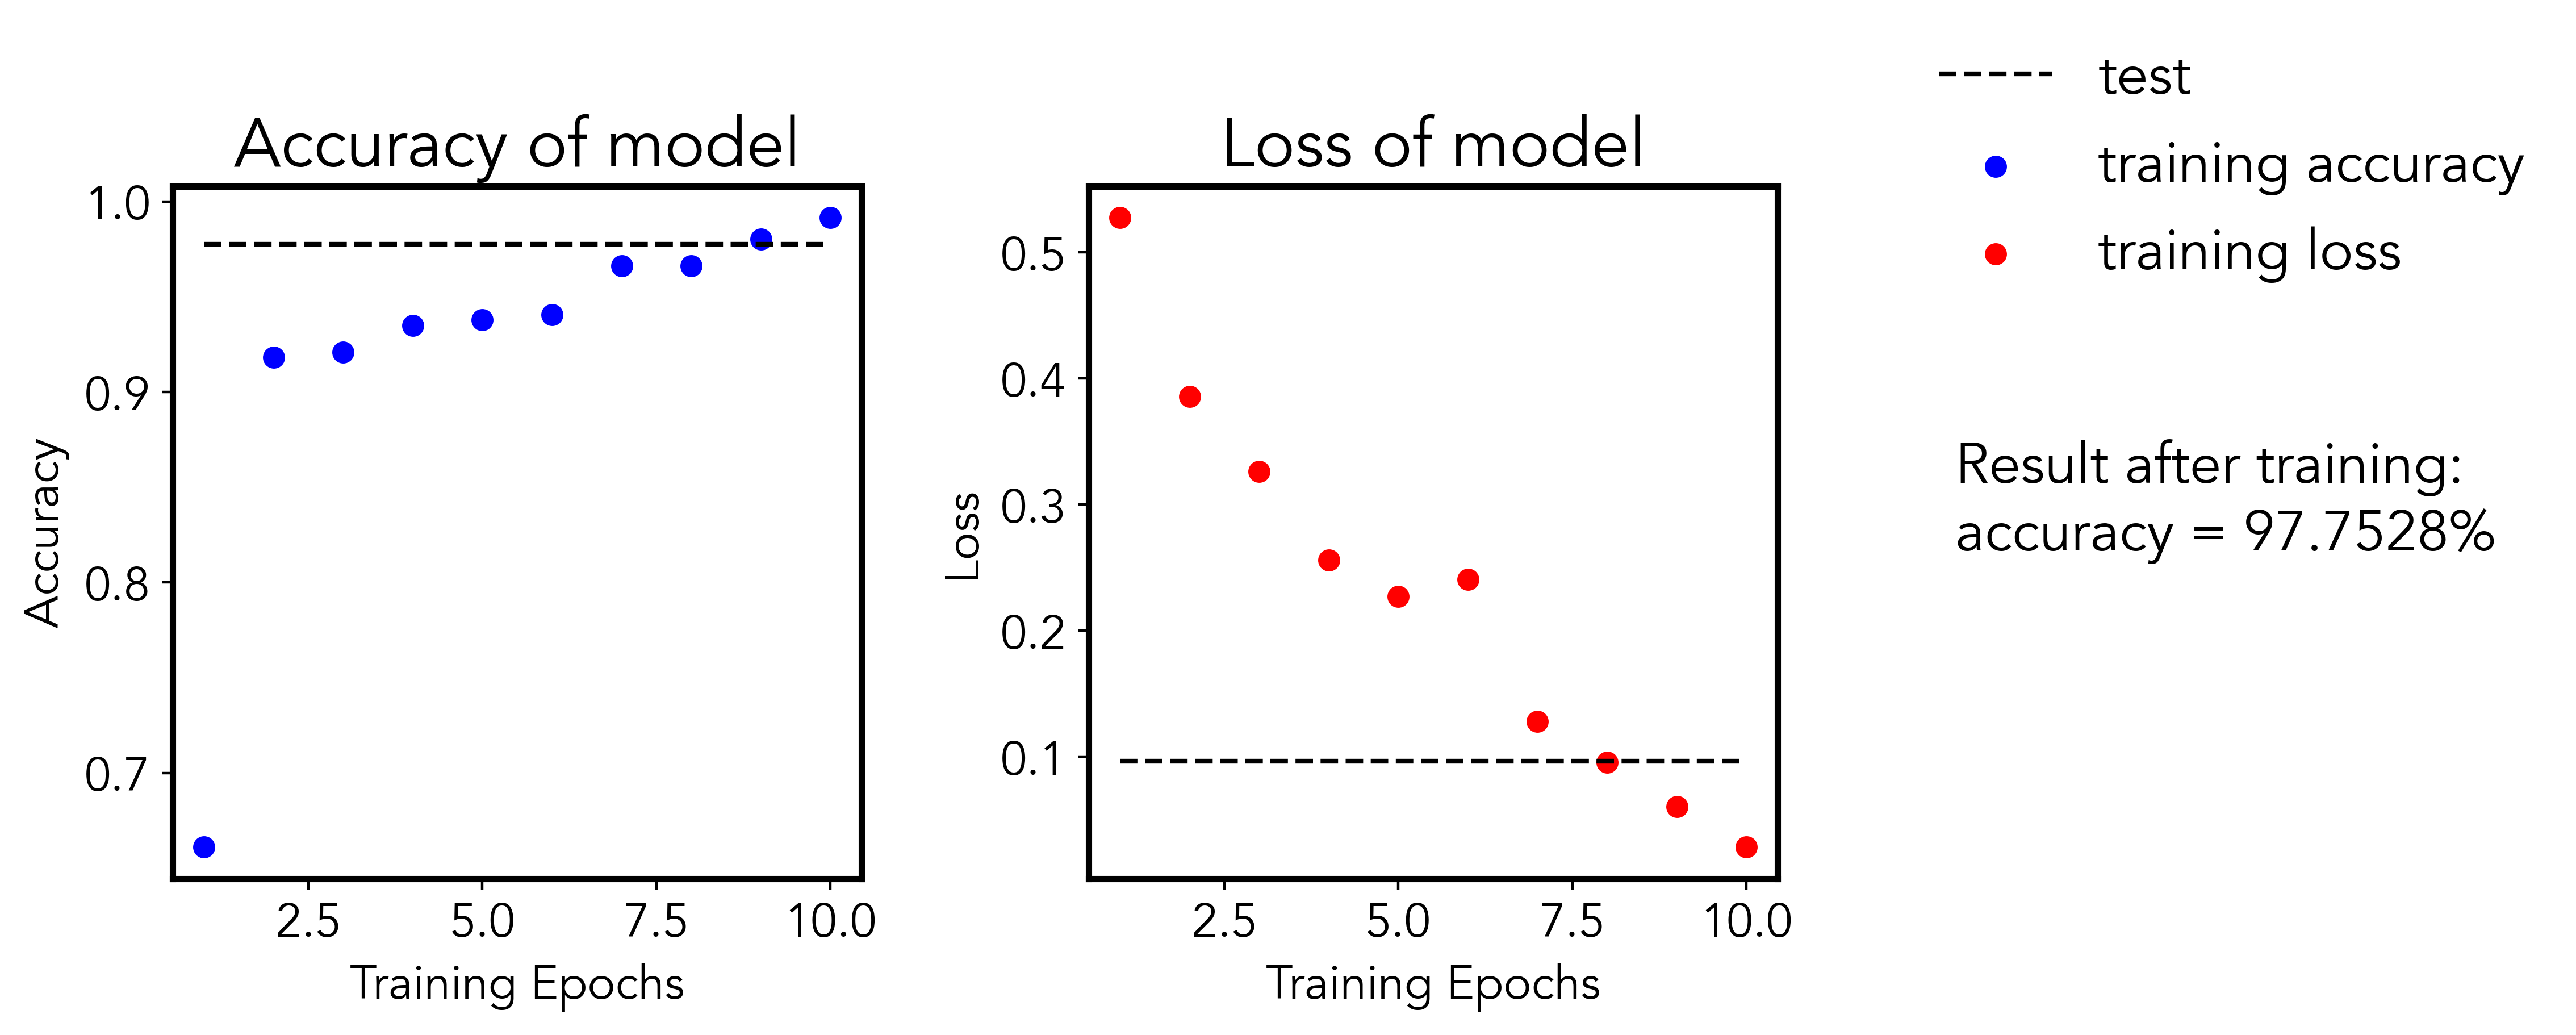 Accuracy of model
1.0
0.9
0.8
0.7
Accuracy
2.5 5.0 7.5 10.0
Training Epochs
Loss of model
0.5
0.4
0.3
0.2
0.1
Loss
2.5 5.0 7.5 10.0
Training Epochs
test
training accuracy
training loss
Result after training:
accuracy = 97.7528%